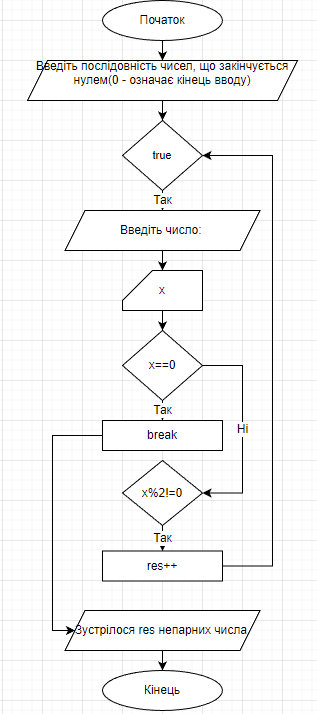 Початок
Введіть послідовність чисел, що закінчується
нулем(0 - означає кінець вводу)
true
Так
Введіть число:
x
x==0
Так
Ні
break
x%2!=0
Так
res++
Зустрілося res непарних числа
Кінець